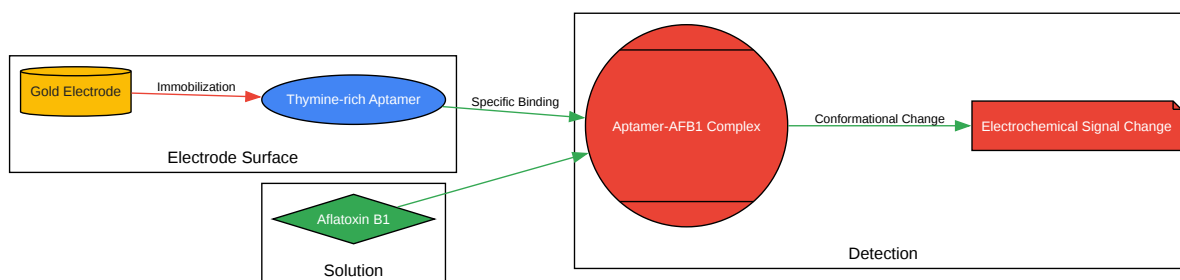 Gold Electrode
Immobilization
Thymine-rich Aptamer
Electrode Surface
Specific Binding
Aflatoxin B1
Solution
Aptamer-AFB1 Complex
Conformational Change
Electrochemical Signal Change
Detection